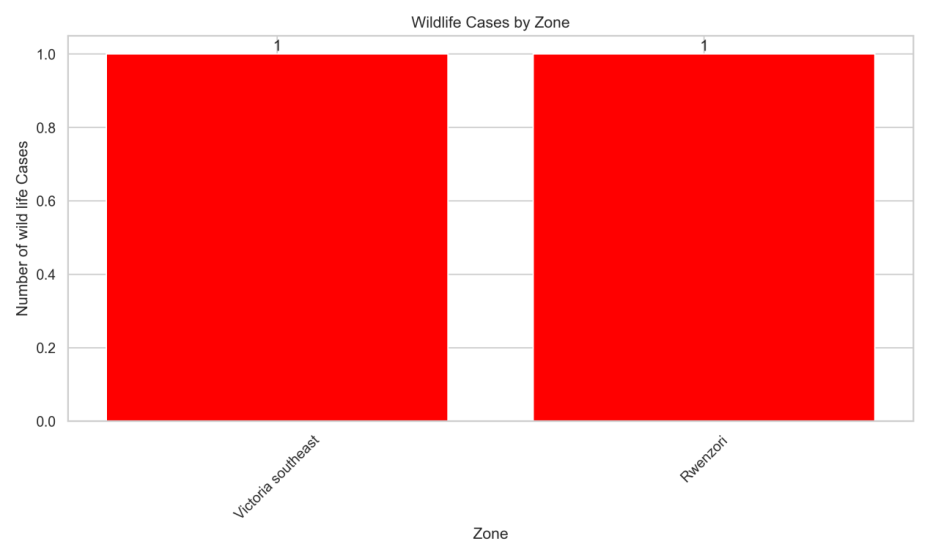 Wildlife Cases by Zone
1
1
Number of wild life Cases
1.0
0.8
0.6
0.4
0.2
0.0
Victoria southeast
Rwenzori
Zone